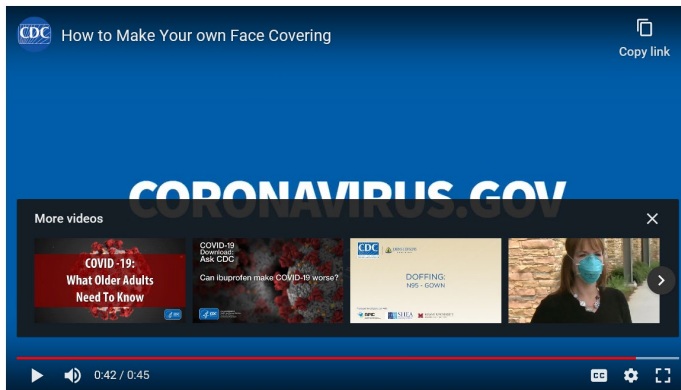 CDC
How to Make Your own Face Covering
Copy link
CORONAVIRUS.GOV
More videos
COVID -19:
What Older Adults
Need To Know
COVID-19
Download:
Ask CDC
Can ibuprofen make COVID-19 worse?
CDC
DOFFING:
N95 - GOWN
SHEA
0:42 / 0:45
CC